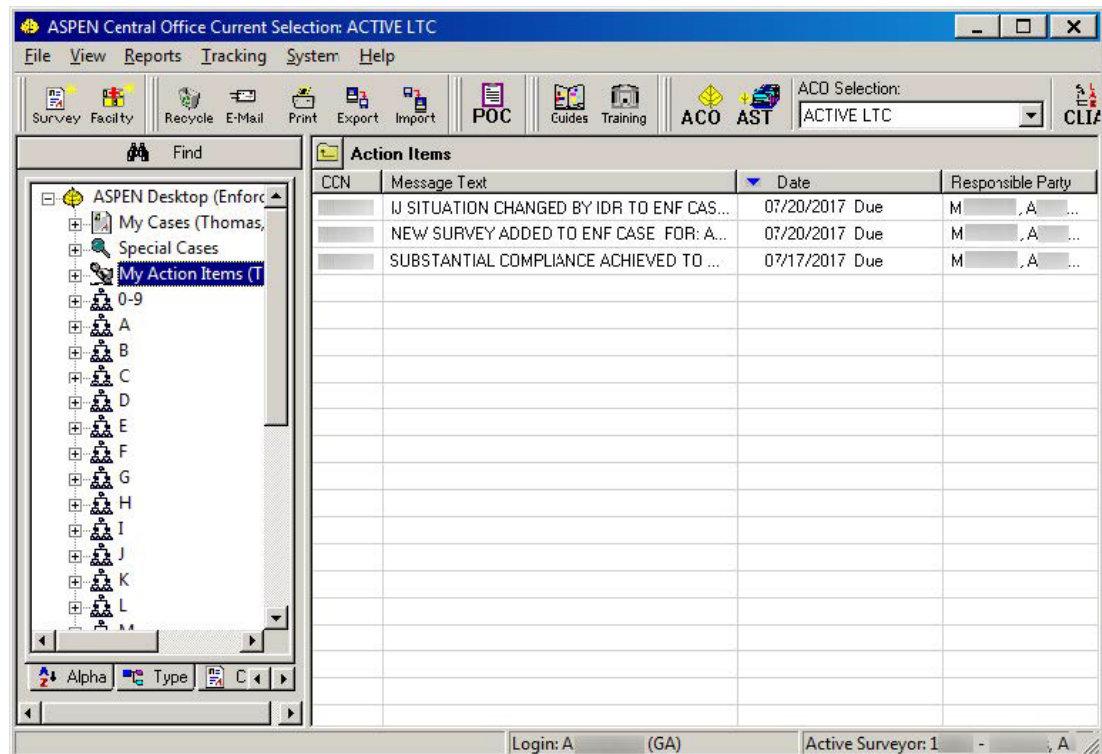 ASPEN Central Office Current Selection: ACTIVE LTC
File View Reports Tracking System Help
Survey Facility Recycle E-Mail Print Export Import POC Guides Training ACO AST ACO Selection: CLIA
ACTIVE LTC
Find
Action Items
CCN Message Text Date Responsible Party
IJ SITUATION CHANGED BY IDR TO ENF CAS... 07/20/2017 Due M , A ...
NEW SURVEY ADDED TO ENF CASE FOR: A... 07/20/2017 Due M , A ...
SUBSTANTIAL COMPLIANCE ACHIEVED TO ... 07/17/2017 Due M , A ...
ASPEN Desktop (Enforc
My Cases (Thomas,
Special Cases
My Action Items (T
0-9
A
B
C
D
E
F
G
H
I
J
K
L
Alpha Type C
Login: A (GA) Active Surveyor: 1 - , A